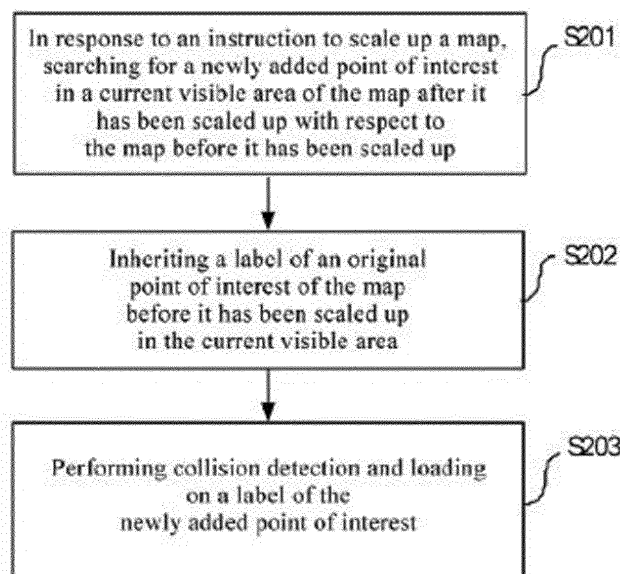 In response to an instruction to scale up a map,
searching for a newly added point of interest
in a current visible area of the map after it
has been scaled up with respect to
the map before it has been scaled up
S201
Inheriting a label of an original
point of interest of the map
before it has been scaled up
in the current visible area
S202
Performing collision detection and loading
on a label of the
newly added point of interest
S203